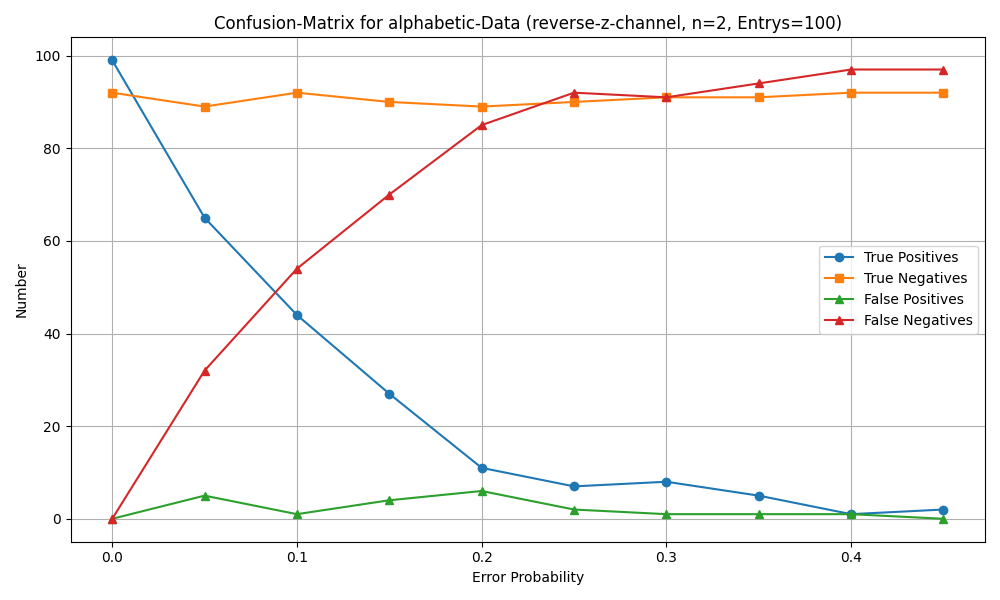 Confusion-Matrix for alphabetic-Data (reverse-z-channel, n=2, Entrys=100)
Number
100
80
60
40
20
0
True Positives
True Negatives
False Positives
False Negatives
0.0 0.1 0.2 0.3 0.4
Error Probability